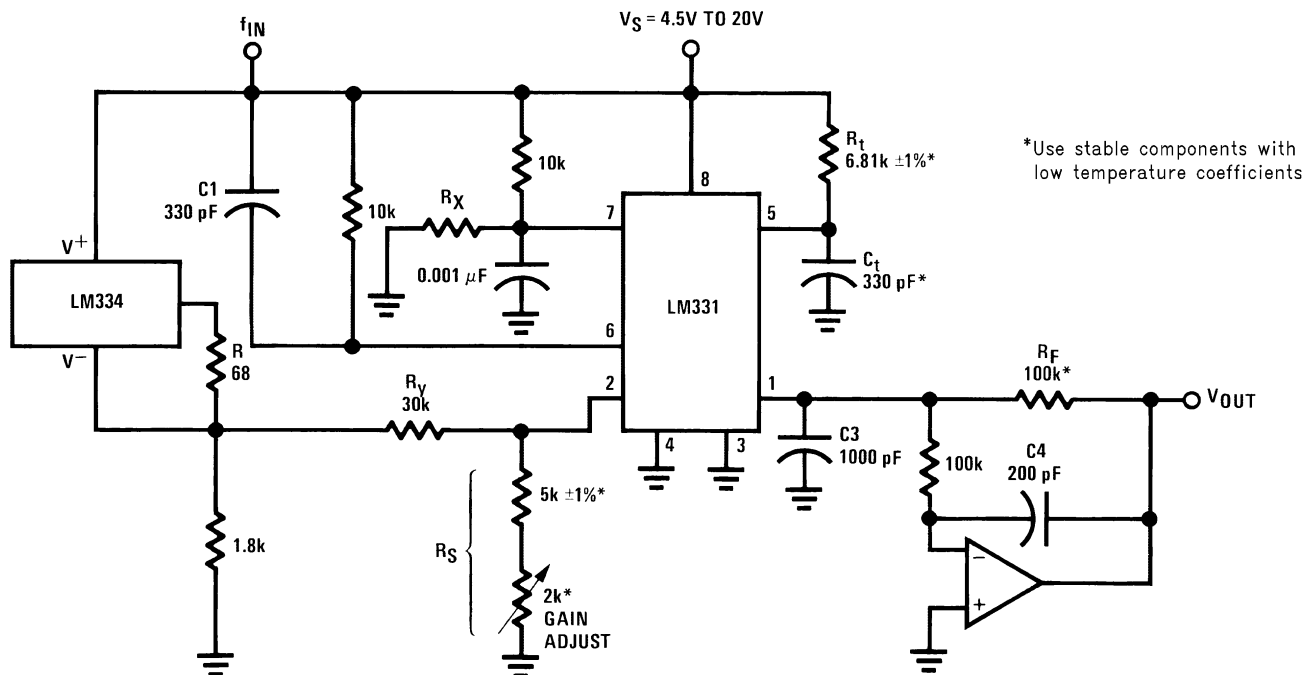 f_IN
V_S = 4.5V TO 20V
*Use stable components with
low temperature coefficients
R_t
6.81k ±1%*
10k
8
C1
330 pF
10k
R_X
7
5
V+
0.001 μF
C_t
330 pF*
LM334
LM331
6
V−
R
68
R_y
30k
2
1
R_F
100k*
V_OUT
4
3
C3
1000 pF
100k
C4
200 pF
5k ±1%*
1.8k
R_S
2k*
GAIN
ADJUST
−
+